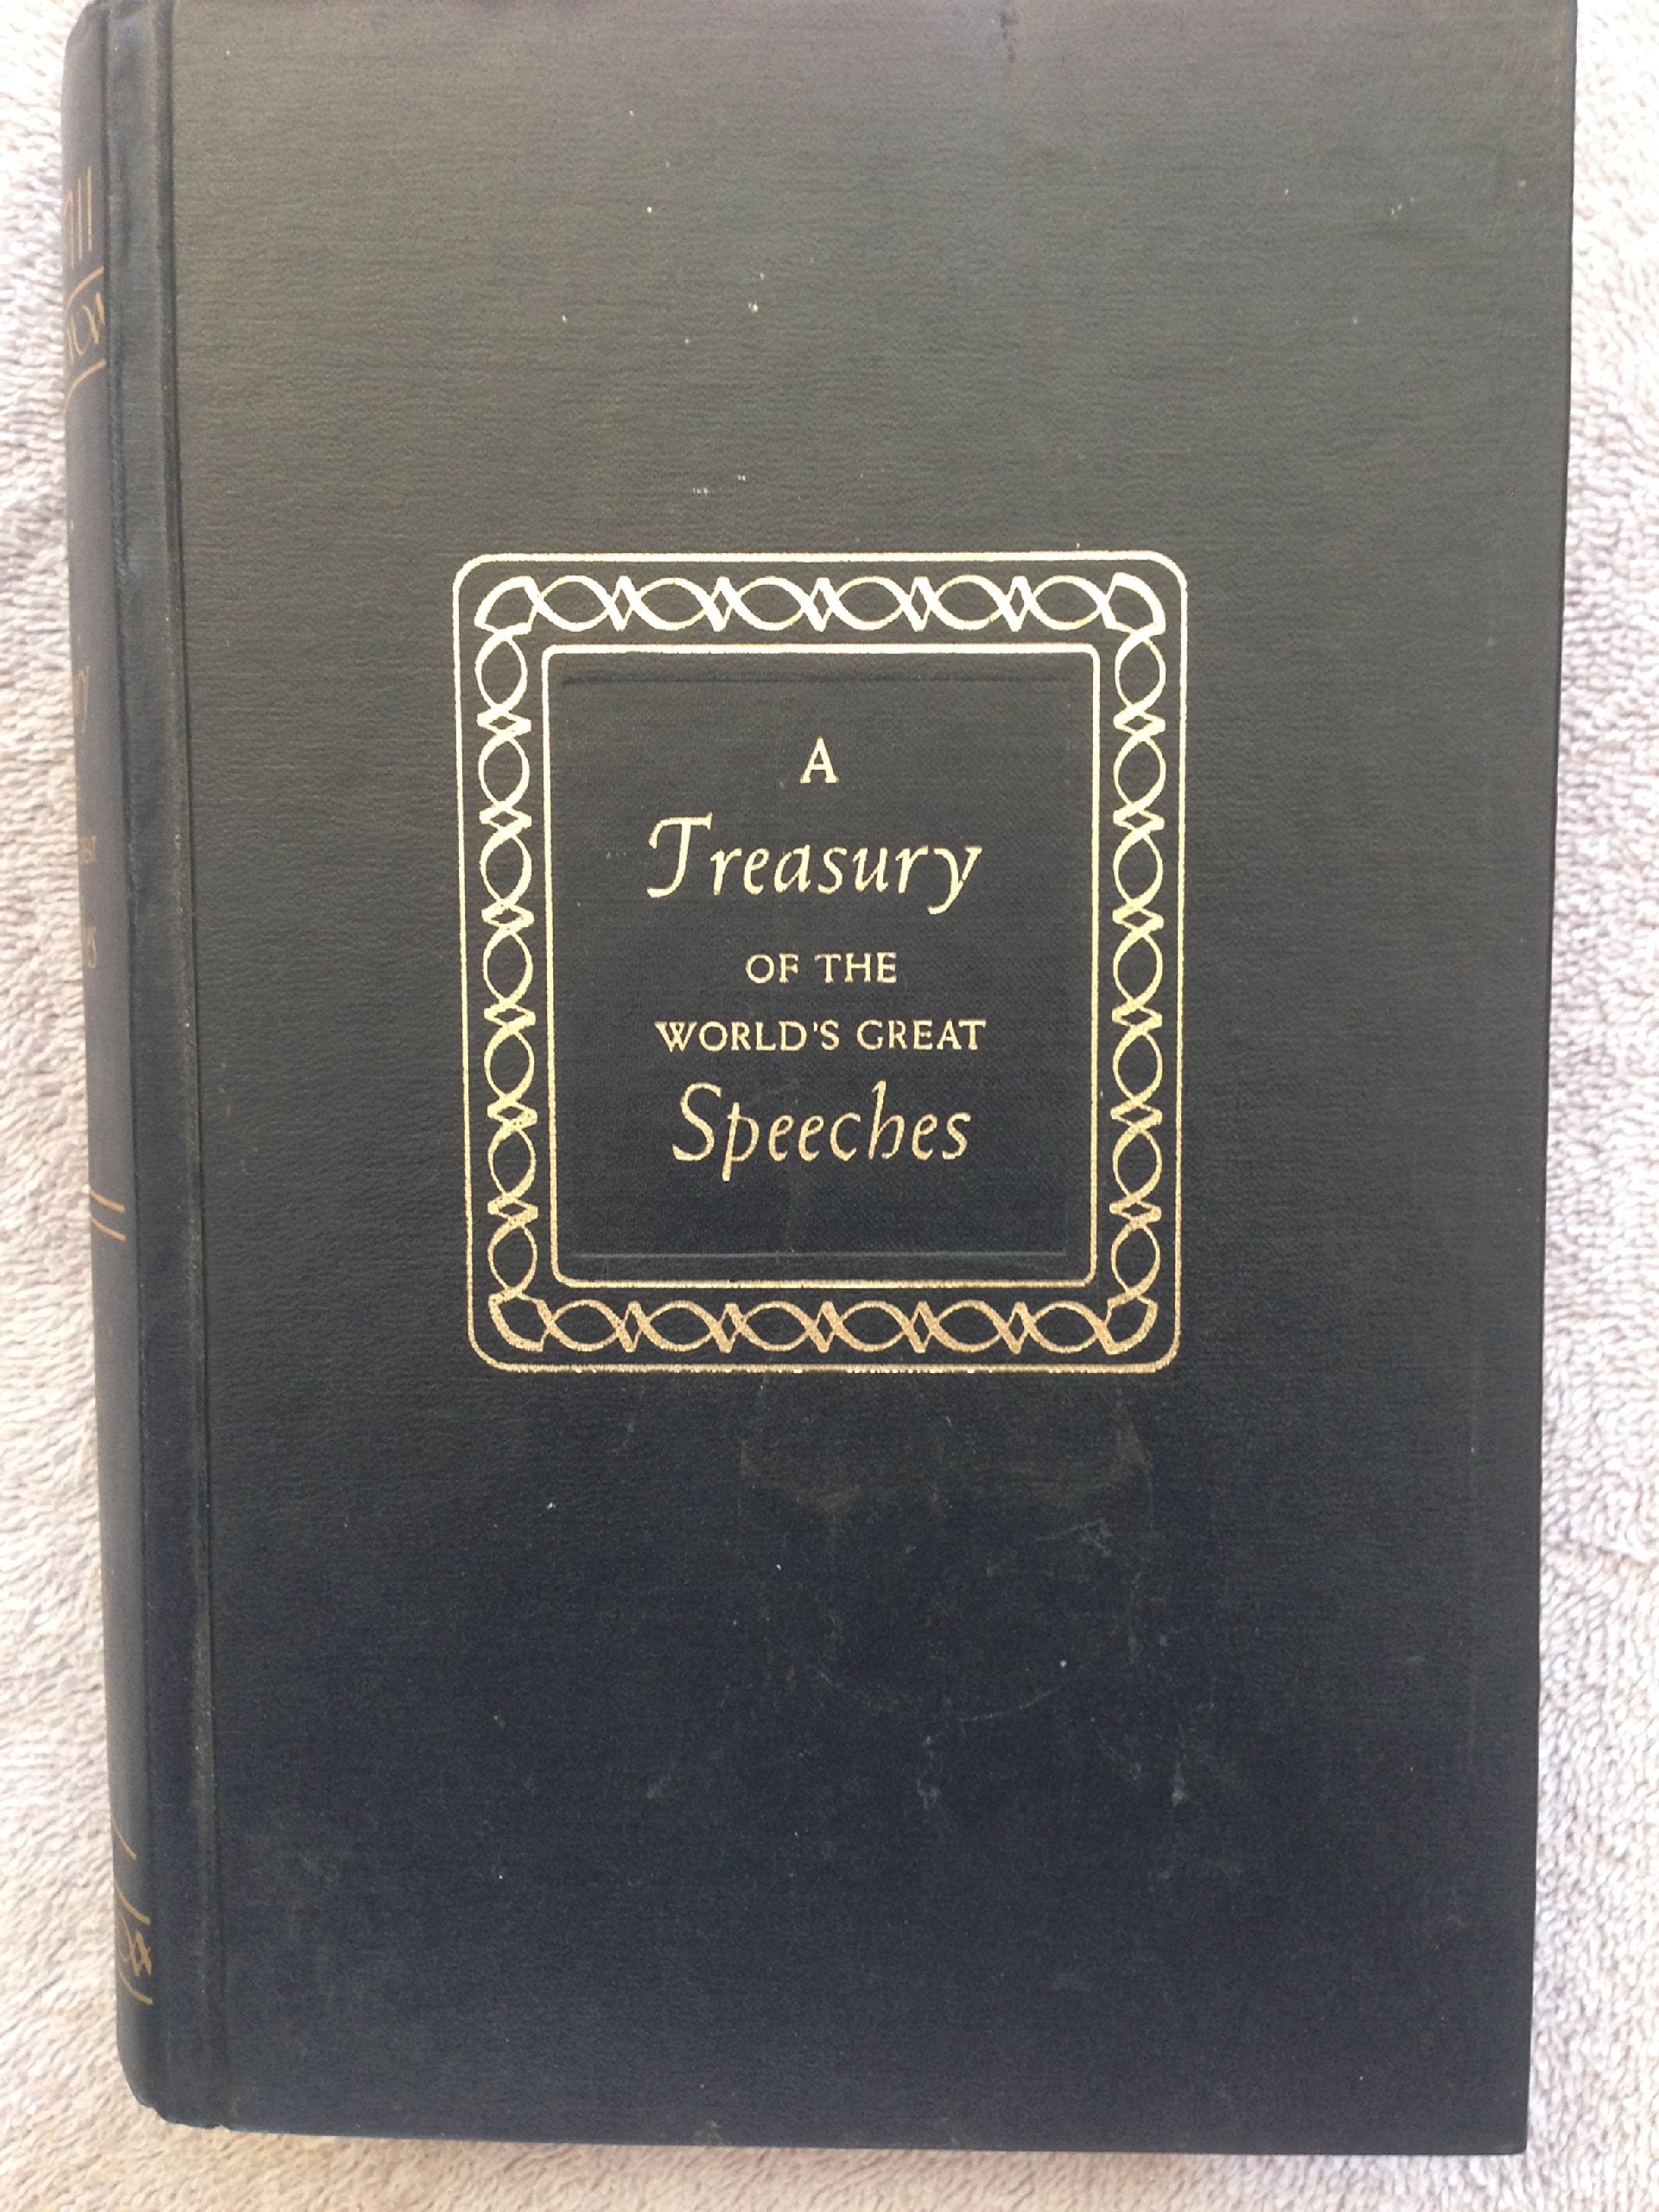 A
Treasury
OF THE
WORLD'S GREAT
Speeches